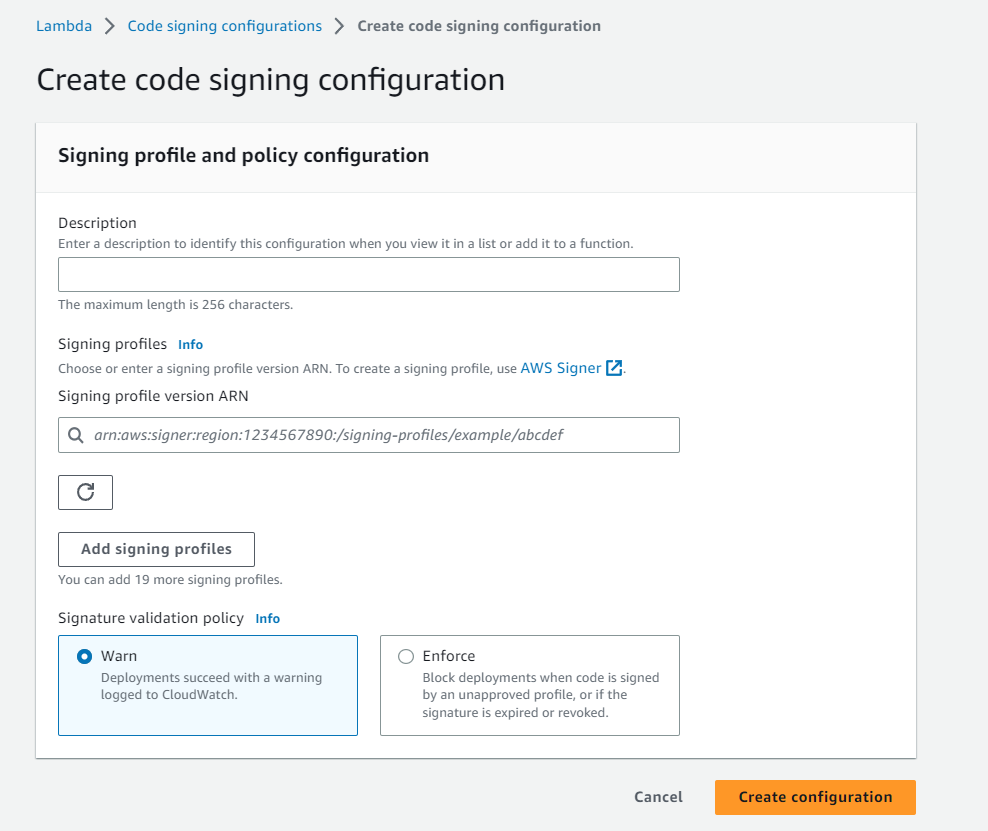 Lambda > Code signing configurations > Create code signing configuration
Create code signing configuration
Signing profile and policy configuration
Description
Enter a description to identify this configuration when you view it in a list or add it to a function.
The maximum length is 256 characters.
Signing profiles Info
Choose or enter a signing profile version ARN. To create a signing profile, use AWS Signer.
Signing profile version ARN
arn:aws:signer:region:1234567890:/signing-profiles/example/abcdef
Add signing profiles
You can add 19 more signing profiles.
Signature validation policy Info
Warn
Deployments succeed with a warning
logged to CloudWatch.
Enforce
Block deployments when code is signed
by an unapproved profile, or if the
signature is expired or revoked.
Cancel
Create configuration